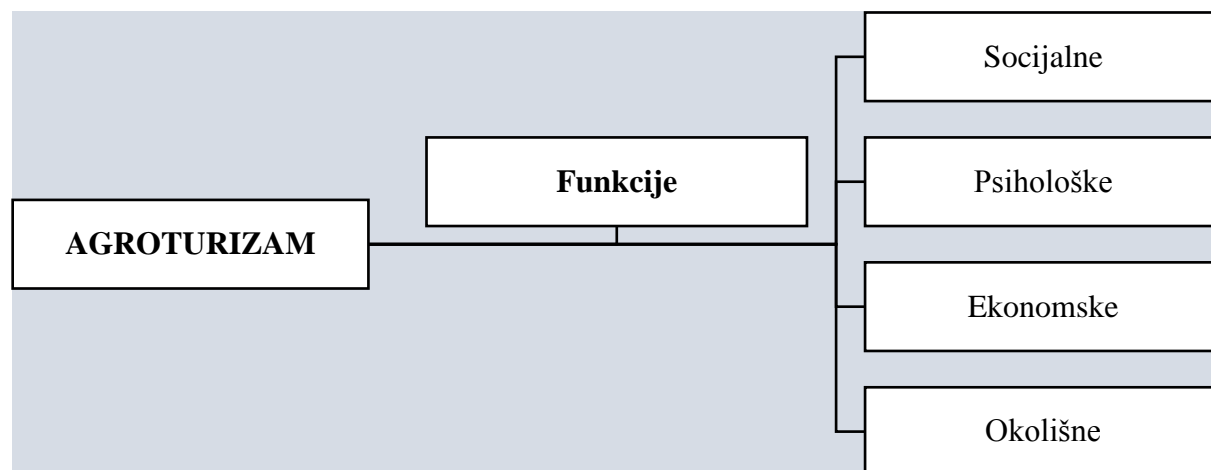 AGROTURIZAM
Funkcije
Socijalne
Psihološke
Ekonomske
Okolišne